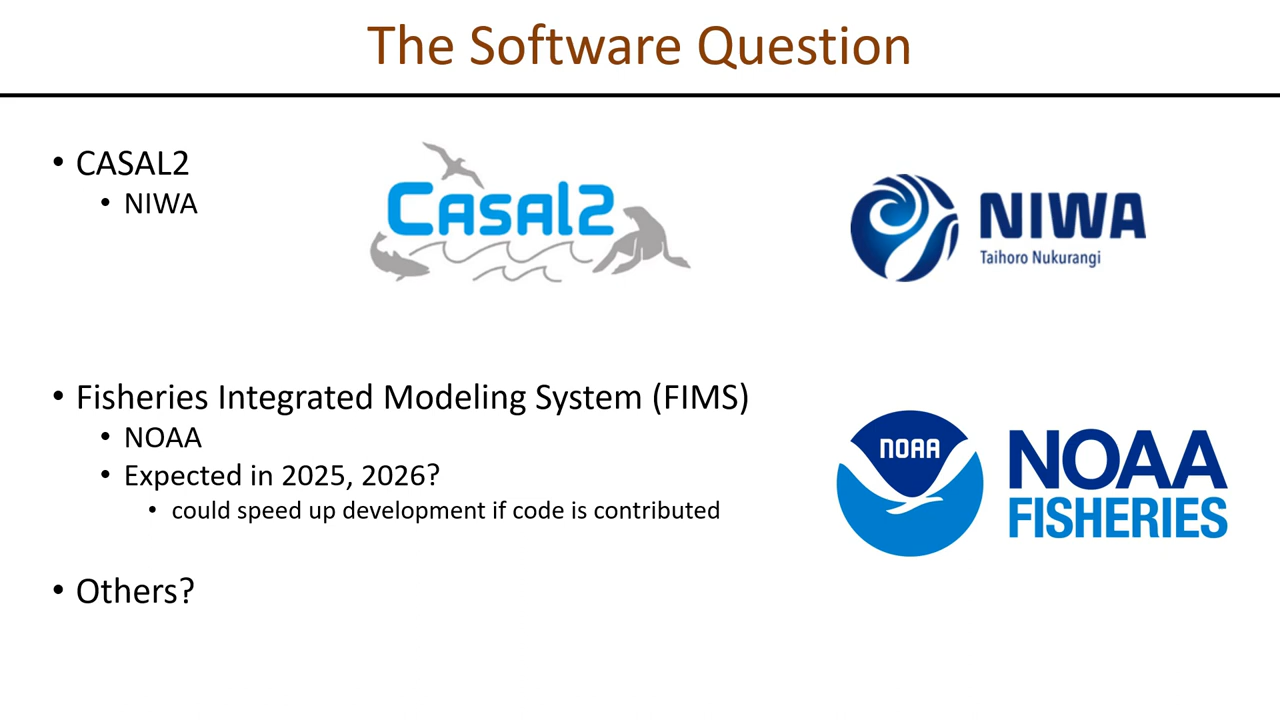 The Software Question
• CASAL2
• NIWA
Casal2
NIWA
Taihoro Nukurangi
• Fisheries Integrated Modeling System (FIMS)
• NOAA
• Expected in 2025, 2026?
• could speed up development if code is contributed
NOAA
NOAA
FISHERIES
• Others?